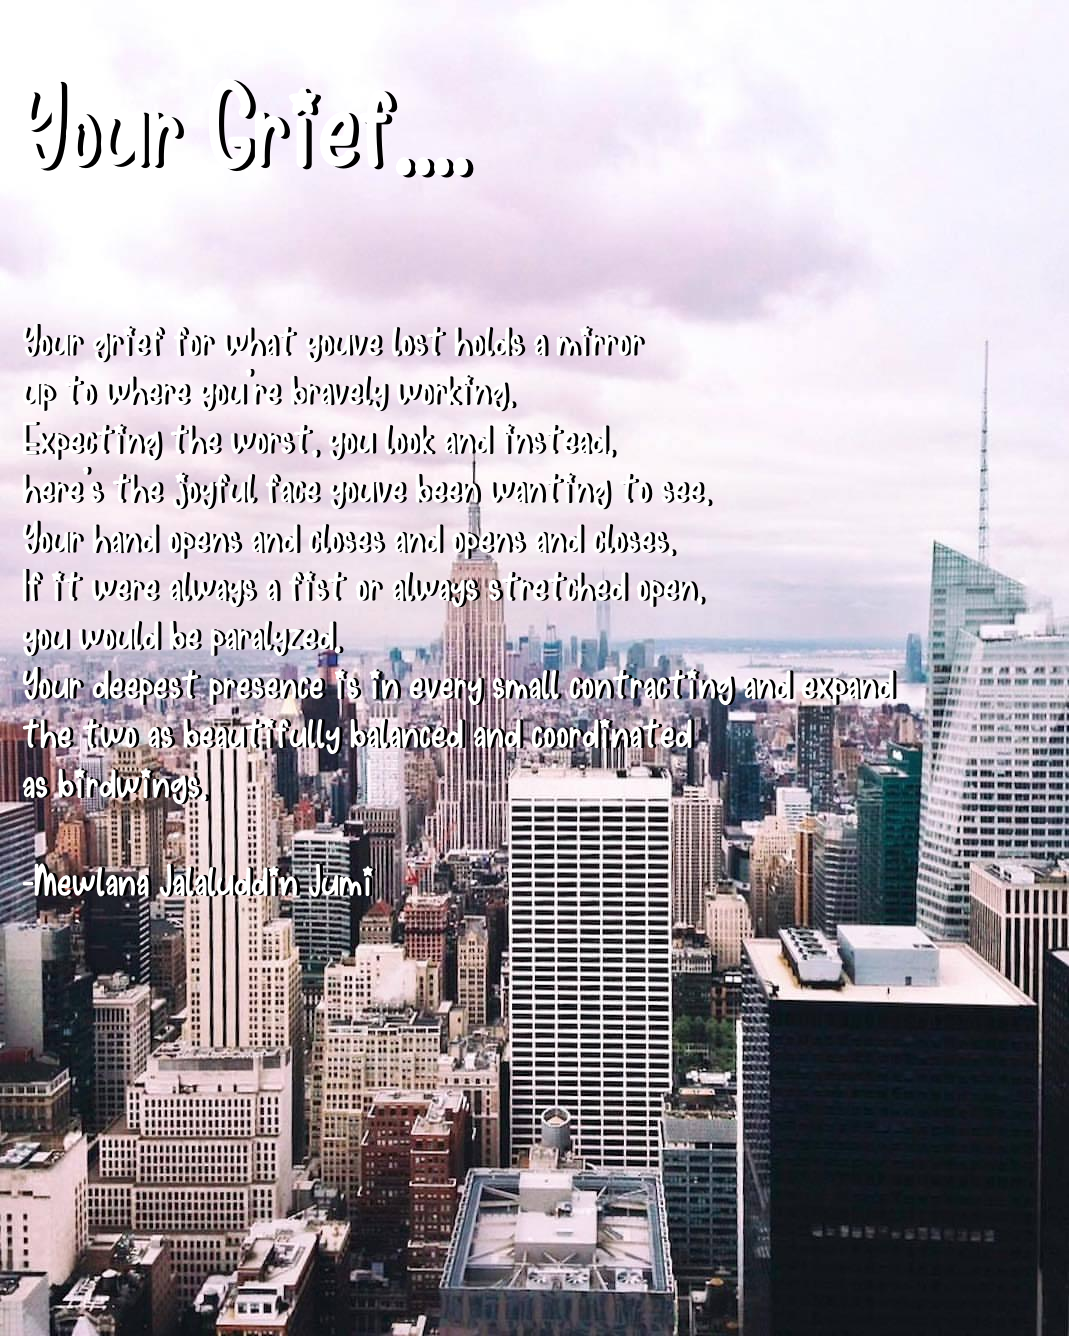 Your Grief....
Your grief for what youve lost holds a mirror
up to where you're bravely working.
Expecting the worst, you look and instead,
here's the joyful face youve been wanting to see.
Your hand opens and closes and opens and closes.
If it were always a fist or always stretched open,
you would be paralyzed.
Your deepest presence is in every small contracting and expand
the two as beautifully balanced and coordinated
as birdwings.
-Mewlana Jalaluddin Jumi